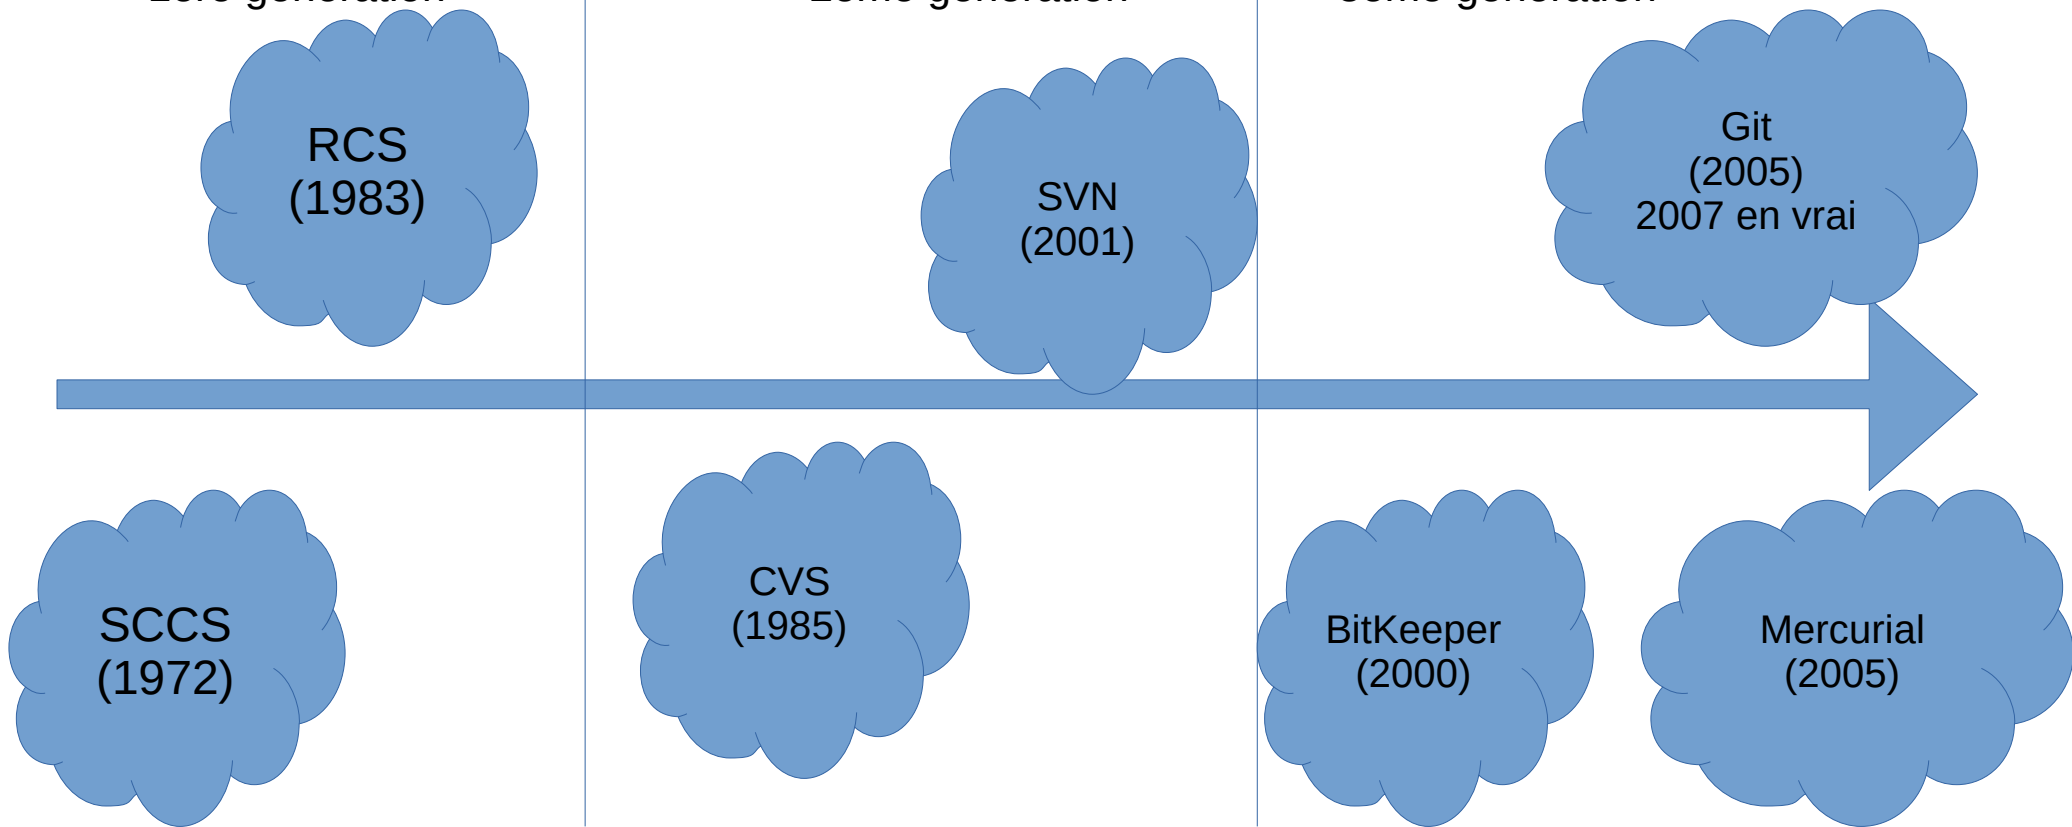 RCS
(1983)
SVN
(2001)
Git
(2005)
2007 en vrai
SCCS
(1972)
CVS
(1985)
BitKeeper
(2000)
Mercurial
(2005)